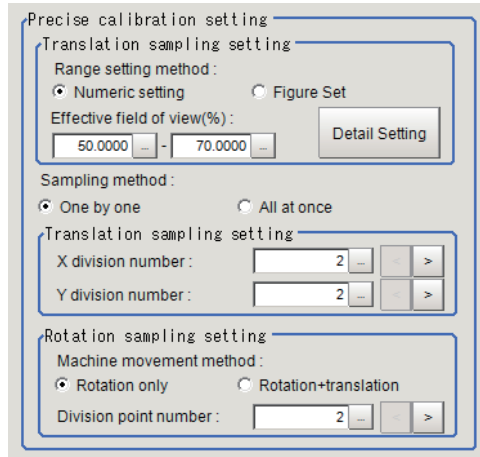 Precise calibration setting
Translation sampling setting
Range setting method :
Numeric setting Figure Set
Effective field of view(%) :
50.0000 ... - 70.0000 ... Detail Setting
Sampling method :
One by one All at once
Translation sampling setting
X division number : 2 ... < >
Y division number : 2 ... < >
Rotation sampling setting
Machine movement method :
Rotation only Rotation+translation
Division point number : 2 ... < >